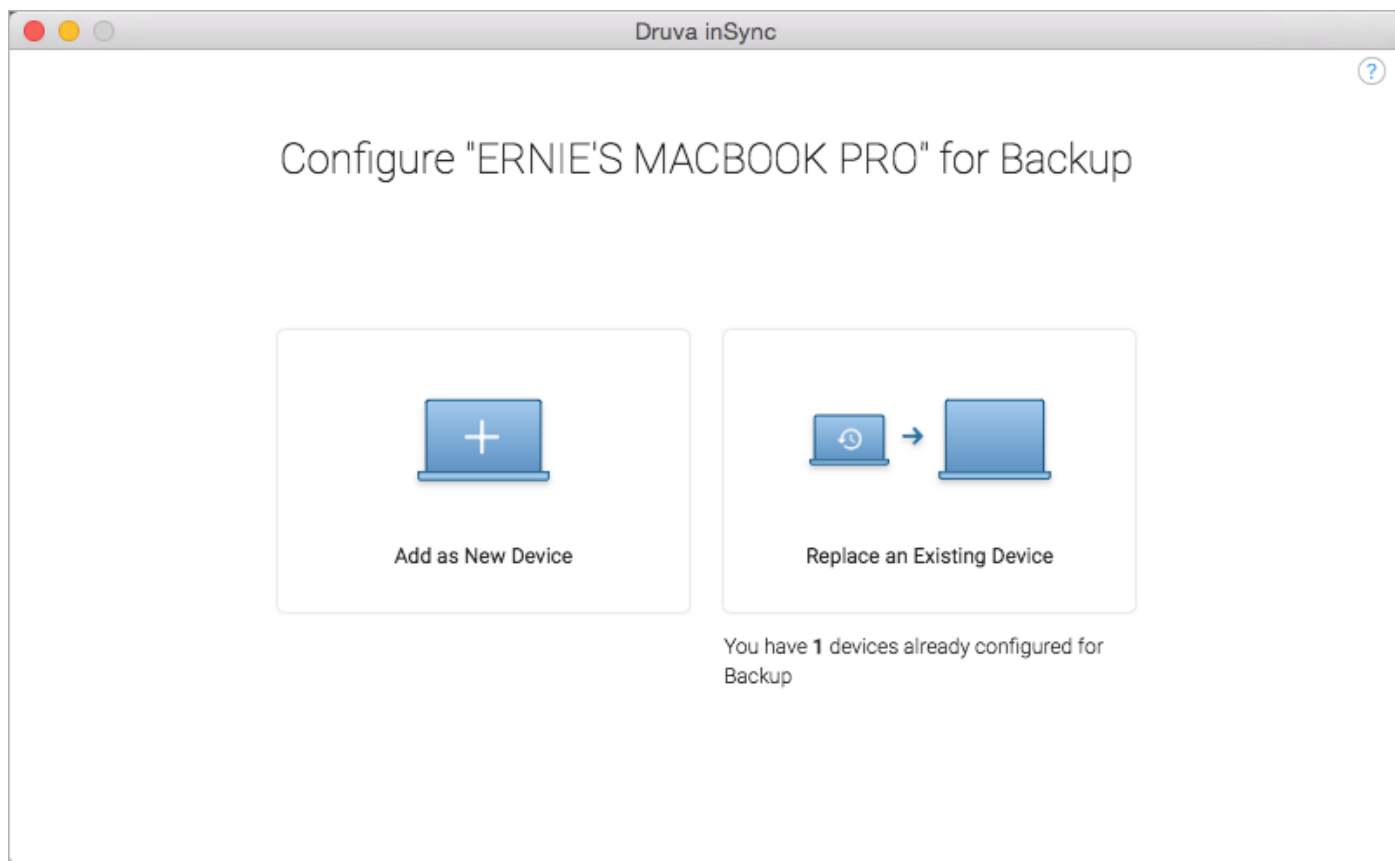 Druva inSync
?
Configure "ERNIE'S MACBOOK PRO" for Backup
Add as New Device
Replace an Existing Device
You have 1 devices already configured for
Backup